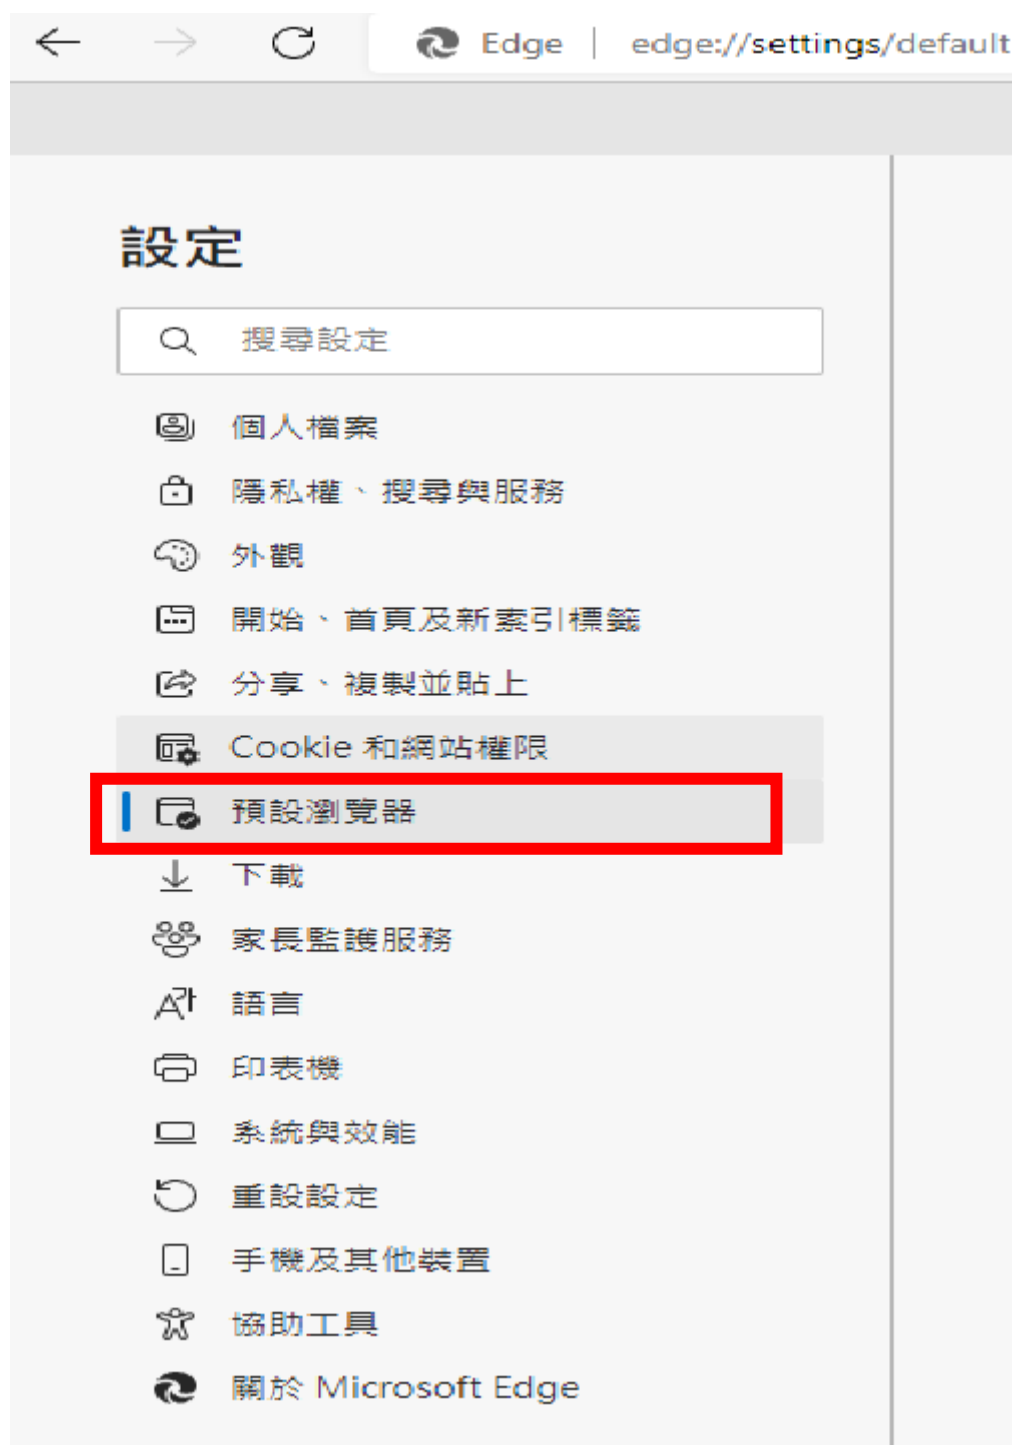 Edge | edge://settings/default
設定
搜尋設定
個人檔案
隱私權、搜尋與服務
外觀
開始、首頁及新索引標籤
分享、複製並貼上
Cookie 和網站權限
預設瀏覽器
下載
家長監護服務
語言
印表機
系統與效能
重設設定
手機及其他裝置
協助工具
關於 Microsoft Edge